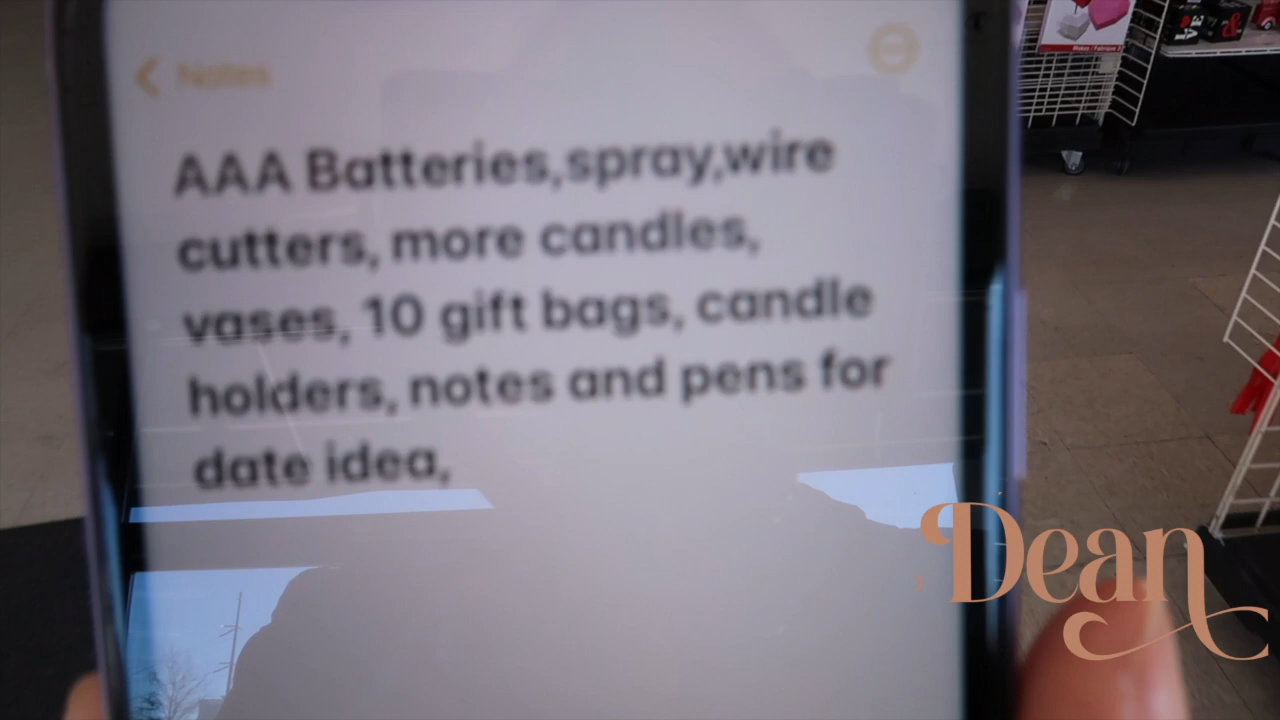 Notes
AAA Batteries,spray,wire
cutters, more candles,
vases, 10 gift bags, candle
holders, notes and pens for
date idea,
Dean